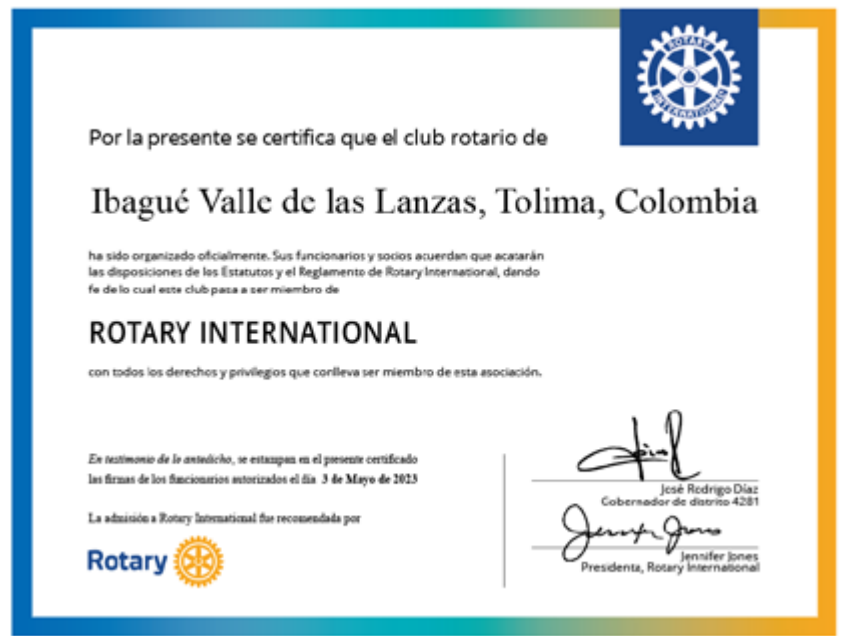 ROTARY
INTERNATIONAL
Por la presente se certifica que el club rotario de
Ibagué Valle de las Lanzas, Tolima, Colombia
ha sido organizado oficialmente. Sus funcionarios y socios acuerdan que acatarán
las disposiciones de los Estatutos y el Reglamento de Rotary International, dando
fe de lo cual este club pasa a ser miembro de
ROTARY INTERNATIONAL
con todos los derechos y privilegios que conlleva ser miembro de esta asociación.
En testimonio de lo antedicho, se estampan en el presente certificado
las firmas de los funcionarios autorizados el día 3 de Mayo de 2023
La admisión a Rotary International fue recomendada por
Rotary
José Rodrigo Díaz
Gobernador de distrito 4281
Jennifer Jones
Jennifer Jones
Presidenta, Rotary International